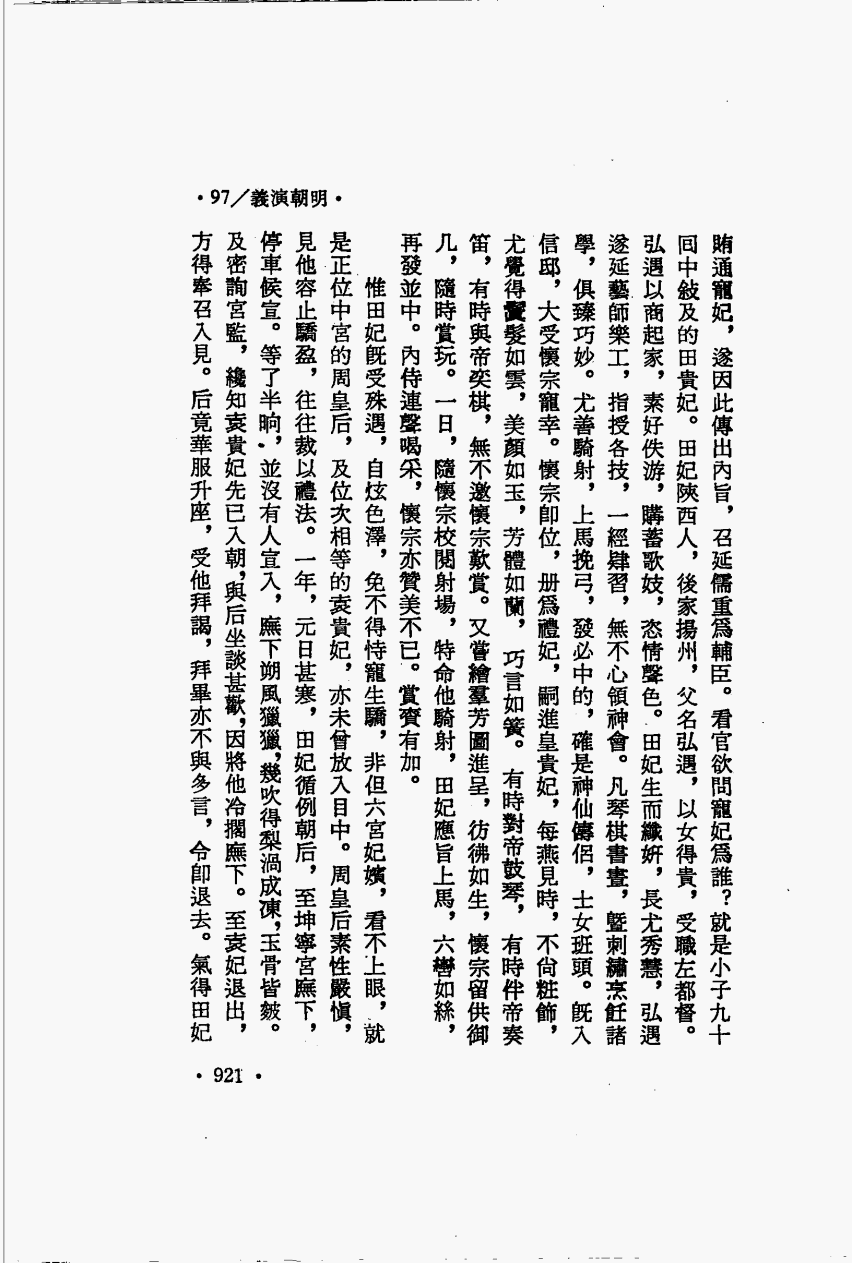 ·97／義演朝明·
賄通寵妃，遂因此傳出內旨，召延儒重爲輔臣。看官欲問寵妃爲誰？就是小子九十
囘中敍及的田貴妃。田妃陝西人，後家揚州，父名弘遇，以女得貴，受職左都督。
弘遇以商起家，素好佚游，購蓄歌妓，恣情聲色。田妃生而纖妍，長尤秀慧，弘遇
遂延藝師樂工，指授各技，一經肄習，無不心領神會。凡琴棋書畫，曁刺繡烹飪諸
學，俱臻巧妙。尤善騎射，上馬挽弓，發必中的，確是神仙儔侶，士女班頭。旣入
信邸，大受懷宗寵幸。懷宗卽位，册爲禮妃，嗣進皇貴妃，每燕見時，不尙粧飾，
尤覺得鬒髮如雲，美顏如玉，芳體如蘭，巧言如簧。有時對帝鼓琴，有時伴帝奏
笛，有時與帝奕棋，無不邀懷宗歎賞。又嘗繪羣芳圖進呈，彷彿如生，懷宗留供御
几，隨時賞玩。一日，隨懷宗校閱射場，特命他騎射，田妃應旨上馬，六轡如絲，
再發並中。內侍連聲喝采，懷宗亦贊美不已。賞賚有加。
惟田妃旣受殊遇，自炫色澤，免不得恃寵生驕，非但六宮妃嬪，看不上眼，就
是正位中宮的周皇后，及位次相等的袁貴妃，亦未曾放入目中。周皇后素性嚴愼，
見他容止驕盈，往往裁以禮法。一年，元日甚寒，田妃循例朝后，至坤寧宮廡下，
停車候宣。等了半晌，並沒有人宣入，廡下朔風獵獵，幾吹得梨渦成凍，玉骨皆皴。
及密詢宮監，纔知袁貴妃先已入朝，與后坐談甚歡，因將他冷擱廡下。至袁妃退出，
方得奉召入見。后竟華服升座，受他拜謁，拜畢亦不與多言，令卽退去。氣得田妃
·921·